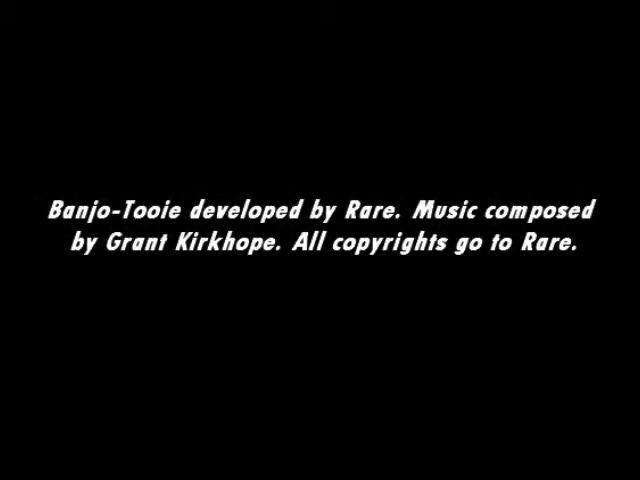 Banjo-Tooie developed by Rare. Music composed
by Grant Kirkhope. All copyrights go to Rare.